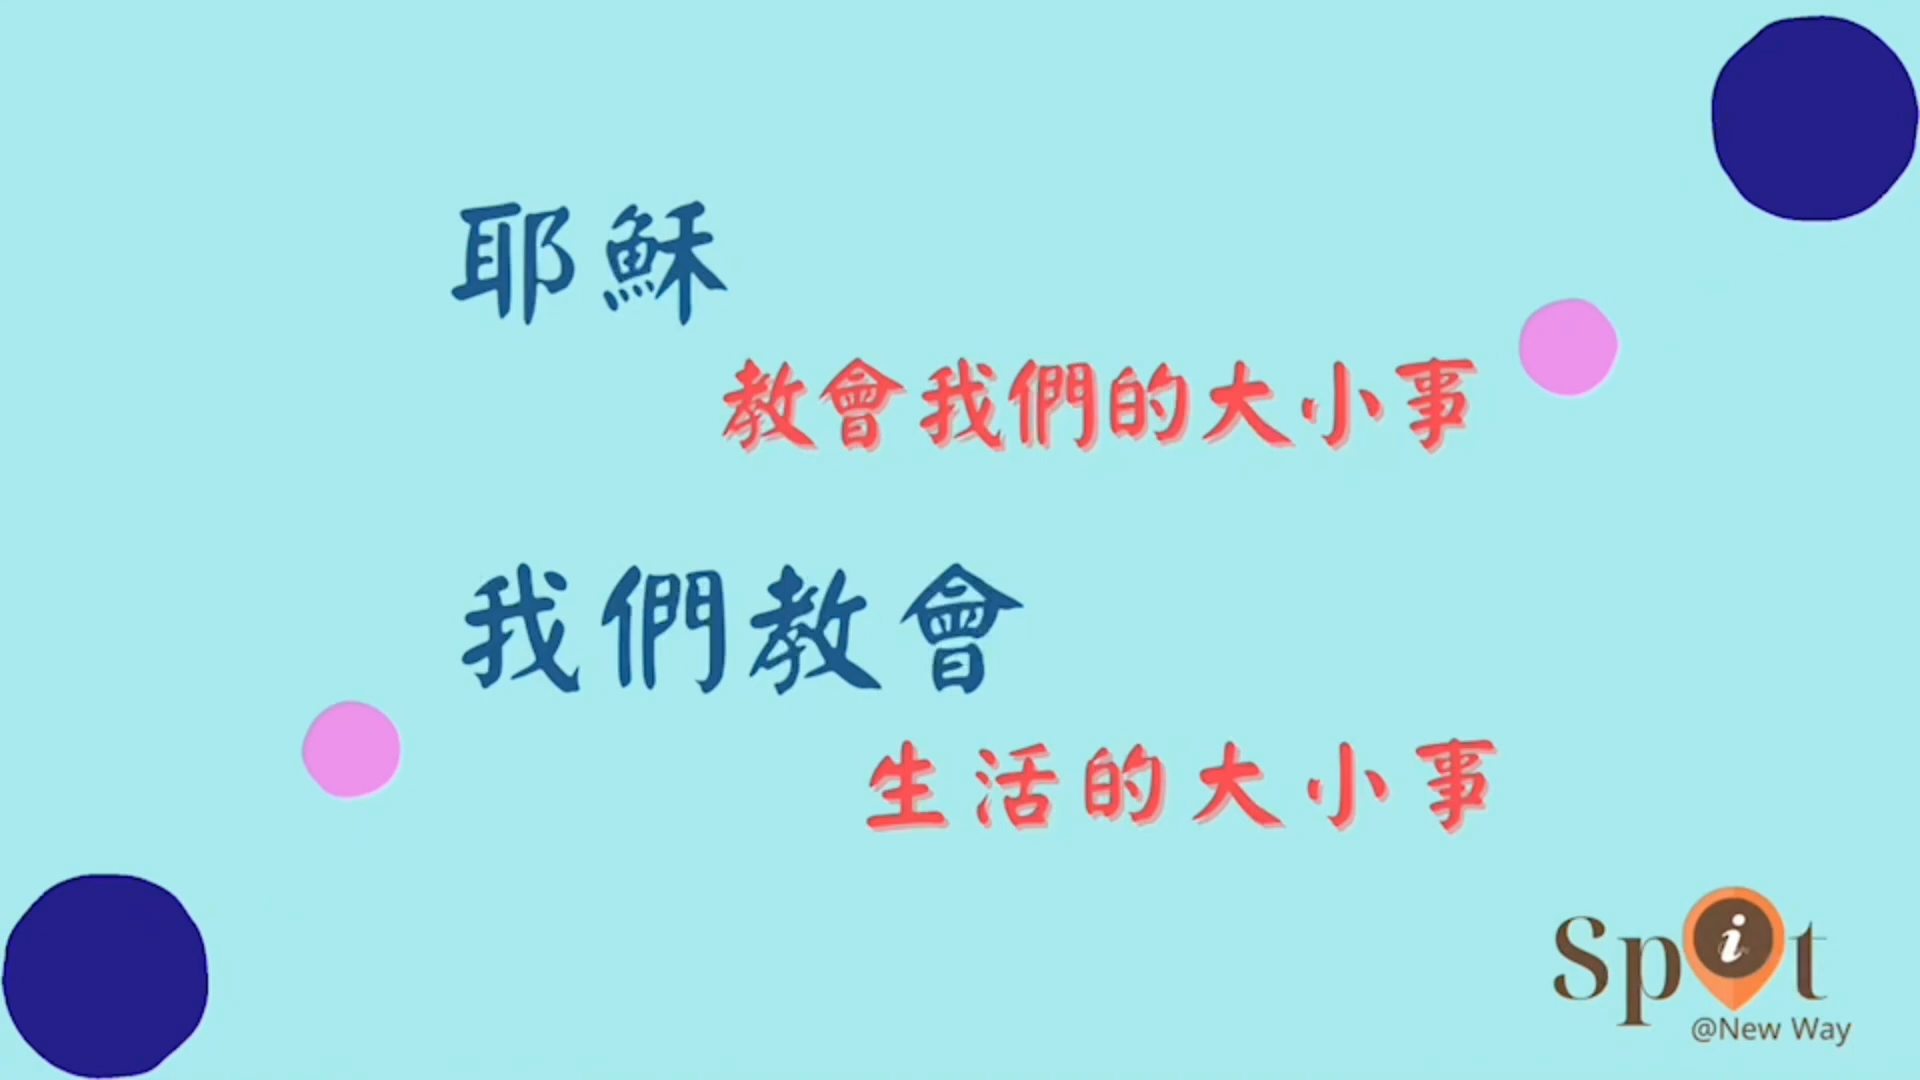 耶穌
教會我們的大小事
我們教會
生活的大小事
Spit
@New Way